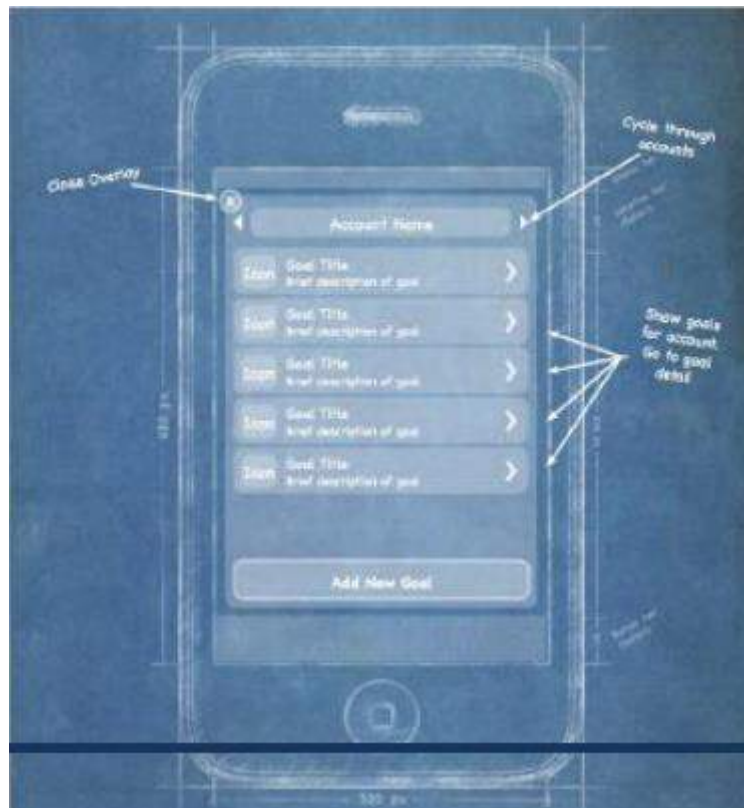 Cycle through
accounts
Close Overlay
Account Name
Icon
Goal Title
Brief description of goal
Icon
Goal Title
Brief description of goal
Icon
Goal Title
Brief description of goal
Icon
Goal Title
Brief description of goal
Icon
Goal Title
Brief description of goal
Show goals
for account
Go to goal
detail
Add New Goal
320 px